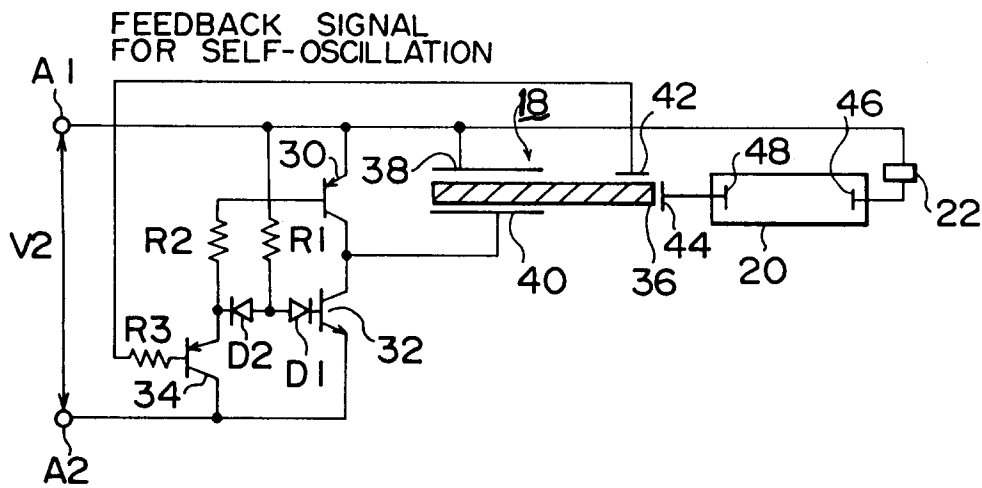 FEEDBACK SIGNAL
FOR SELF-OSCILLATION
A1
18
42
46
30
38
48
R2
R1
22
V2
44
40
36
20
R3
D2
D1
32
34
A2